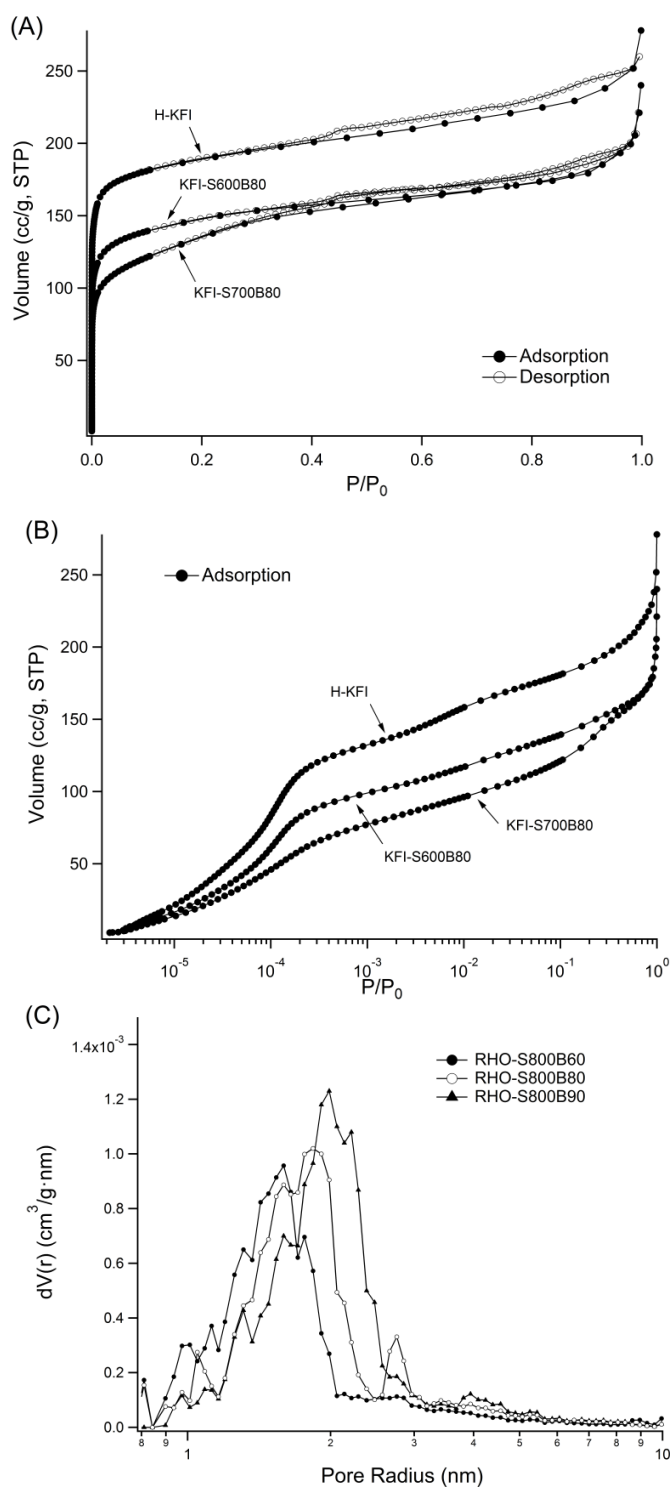 (A)
Volume (cc/g, STP)
250
200
150
100
50
H-KFI
KFI-S600B80
KFI-S700B80
Adsorption
Desorption
0.0 0.2 0.4 0.6 0.8 1.0
P/P₀
(B)
Volume (cc/g, STP)
250
200
150
100
50
Adsorption
H-KFI
KFI-S600B80
KFI-S700B80
10⁻⁵ 10⁻⁴ 10⁻³ 10⁻² 10⁻¹ 10⁰
P/P₀
(C)
dV(r) (cm³/g·nm)
1.4x10⁻³
1.2
1.0
0.8
0.6
0.4
0.2
0.0
RHO-S800B60
RHO-S800B80
RHO-S800B90
8 9 1 2 3 4 5 6 7 8 9 10
Pore Radius (nm)